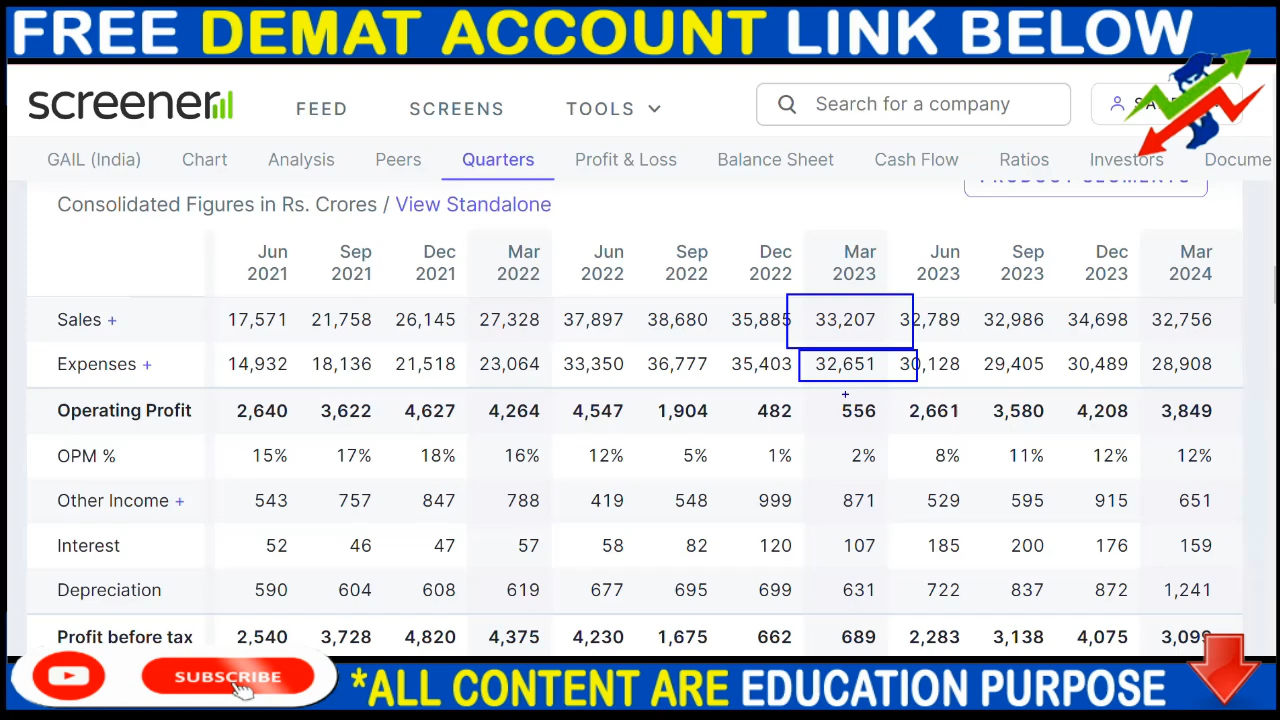 FREE DEMAT ACCOUNT LINK BELOW
screener
FEED SCREENS TOOLS Search for a company
GAIL (India) Chart Analysis Peers Quarters Profit & Loss Balance Sheet Cash Flow Ratios Investors Docume
PRODUCT SEGMENTS
Consolidated Figures in Rs. Crores / View Standalone
Jun 2021 Sep 2021 Dec 2021 Mar 2022 Jun 2022 Sep 2022 Dec 2022 Mar 2023 Jun 2023 Sep 2023 Dec 2023 Mar 2024
Sales + 17,571 21,758 26,145 27,328 37,897 38,680 35,885 33,207 32,789 32,986 34,698 32,756
Expenses + 14,932 18,136 21,518 23,064 33,350 36,777 35,403 32,651 30,128 29,405 30,489 28,908
Operating Profit 2,640 3,622 4,627 4,264 4,547 1,904 482 556 2,661 3,580 4,208 3,849
OPM % 15% 17% 18% 16% 12% 5% 1% 2% 8% 11% 12% 12%
Other Income + 543 757 847 788 419 548 999 871 529 595 915 651
Interest 52 46 47 57 58 82 120 107 185 200 176 159
Depreciation 590 604 608 619 677 695 699 631 722 837 872 1,241
Profit before tax 2,540 3,728 4,820 4,375 4,230 1,675 662 689 2,283 3,138 4,075 3,099
SUBSCRIBE
*ALL CONTENT ARE EDUCATION PURPOSE